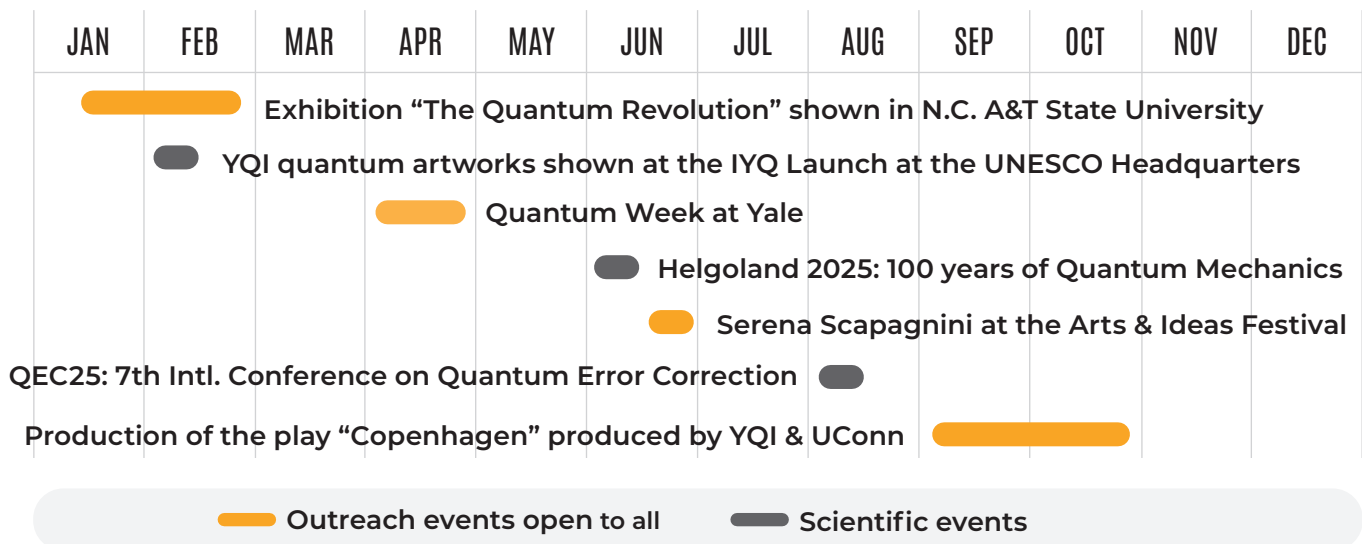 JAN FEB MAR APR MAY JUN JUL AUG SEP OCT NOV DEC
Exhibition “The Quantum Revolution” shown in N.C. A&T State University
YQI quantum artworks shown at the IYQ Launch at the UNESCO Headquarters
Quantum Week at Yale
Helgoland 2025: 100 years of Quantum Mechanics
Serena Scapagnini at the Arts & Ideas Festival
QEC25: 7th Intl. Conference on Quantum Error Correction
Production of the play “Copenhagen” produced by YQI & UConn
Outreach events open to all Scientific events